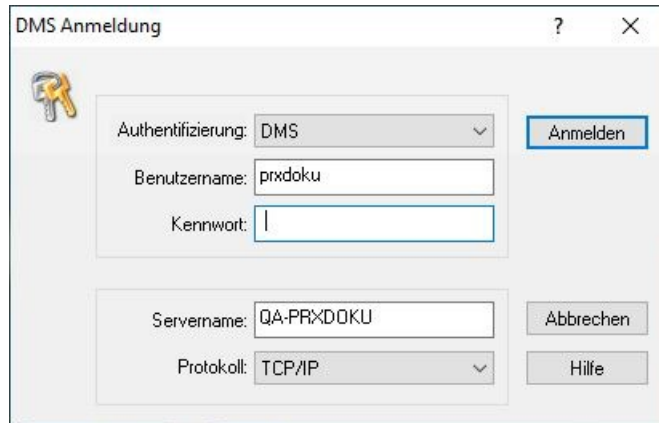 DMS Anmeldung ?
Authentifizierung: DMS Anmelden
Benutzername: prxdoku
Kennwort:
Servername: QA-PRXDOKU Abbrechen
Protokoll: TCP/IP Hilfe